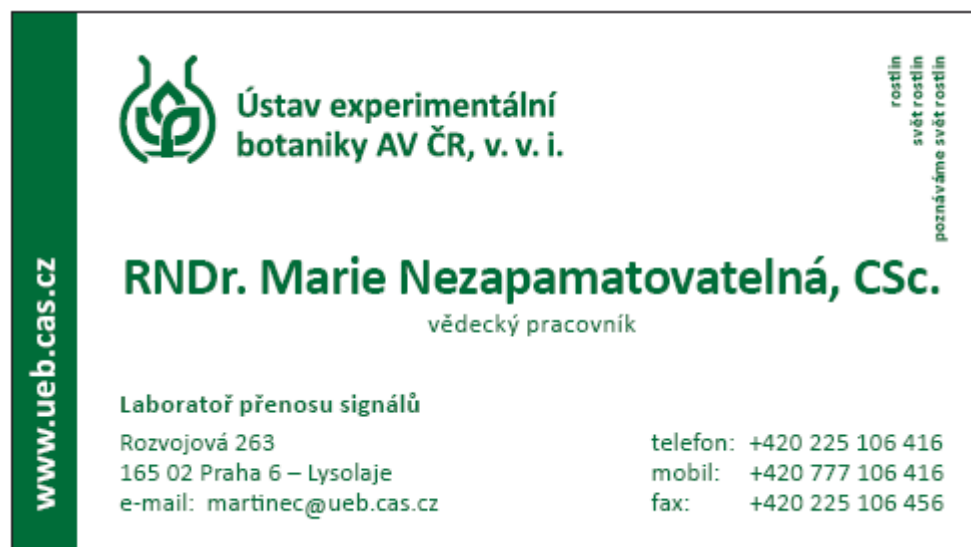 Ústav experimentální
botaniky AV ČR, v. v. i.
rostlin
svět rostlin
poznáváme svět rostlin
RNDr. Marie Nezapamatovatelná, CSc.
vědecký pracovník
www.ueb.cas.cz
Laboratoř přenosu signálů
Rozvojová 263
165 02 Praha 6 – Lysolaje
e-mail: martinec@ueb.cas.cz
telefon: +420 225 106 416
mobil: +420 777 106 416
fax: +420 225 106 456